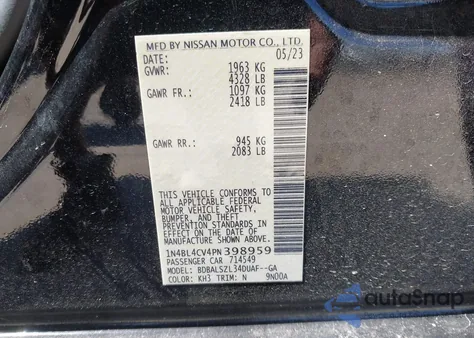 MFD BY NISSAN MOTOR CO., LTD.
DATE: 05/23
GVWR: 1963 KG
4328 LB
GAWR FR.: 1097 KG
2418 LB
GAWR RR.: 945 KG
2083 LB
THIS VEHICLE CONFORMS TO
ALL APPLICABLE FEDERAL
MOTOR VEHICLE SAFETY,
BUMPER, AND THEFT
PREVENTION STANDARDS
IN EFFECT ON THE DATE OF
MANUFACTURE SHOWN ABOVE.
1N4BL4CV4PN398959
PASSENGER CAR 714549
MODEL: BDBALSZL34DUAF--GA
COLOR: KH3 TRIM: N 9N00A
autosnap